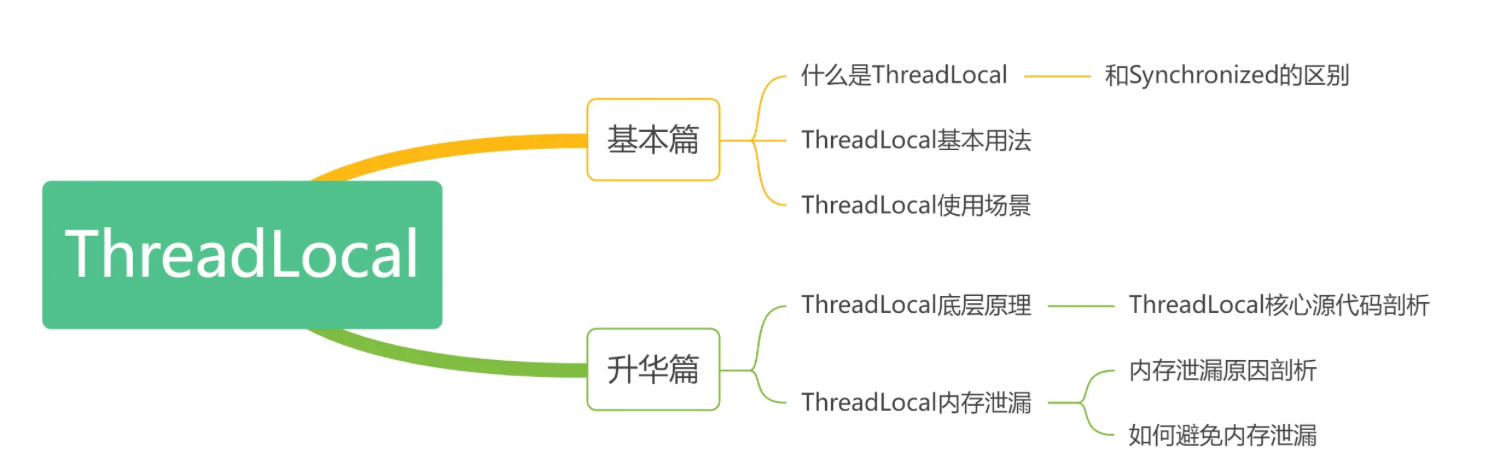 ThreadLocal
基本篇
什么是ThreadLocal
和Synchronized的区别
ThreadLocal基本用法
ThreadLocal使用场景
升华篇
ThreadLocal底层原理
ThreadLocal核心源代码剖析
ThreadLocal内存泄漏
内存泄漏原因剖析
如何避免内存泄漏